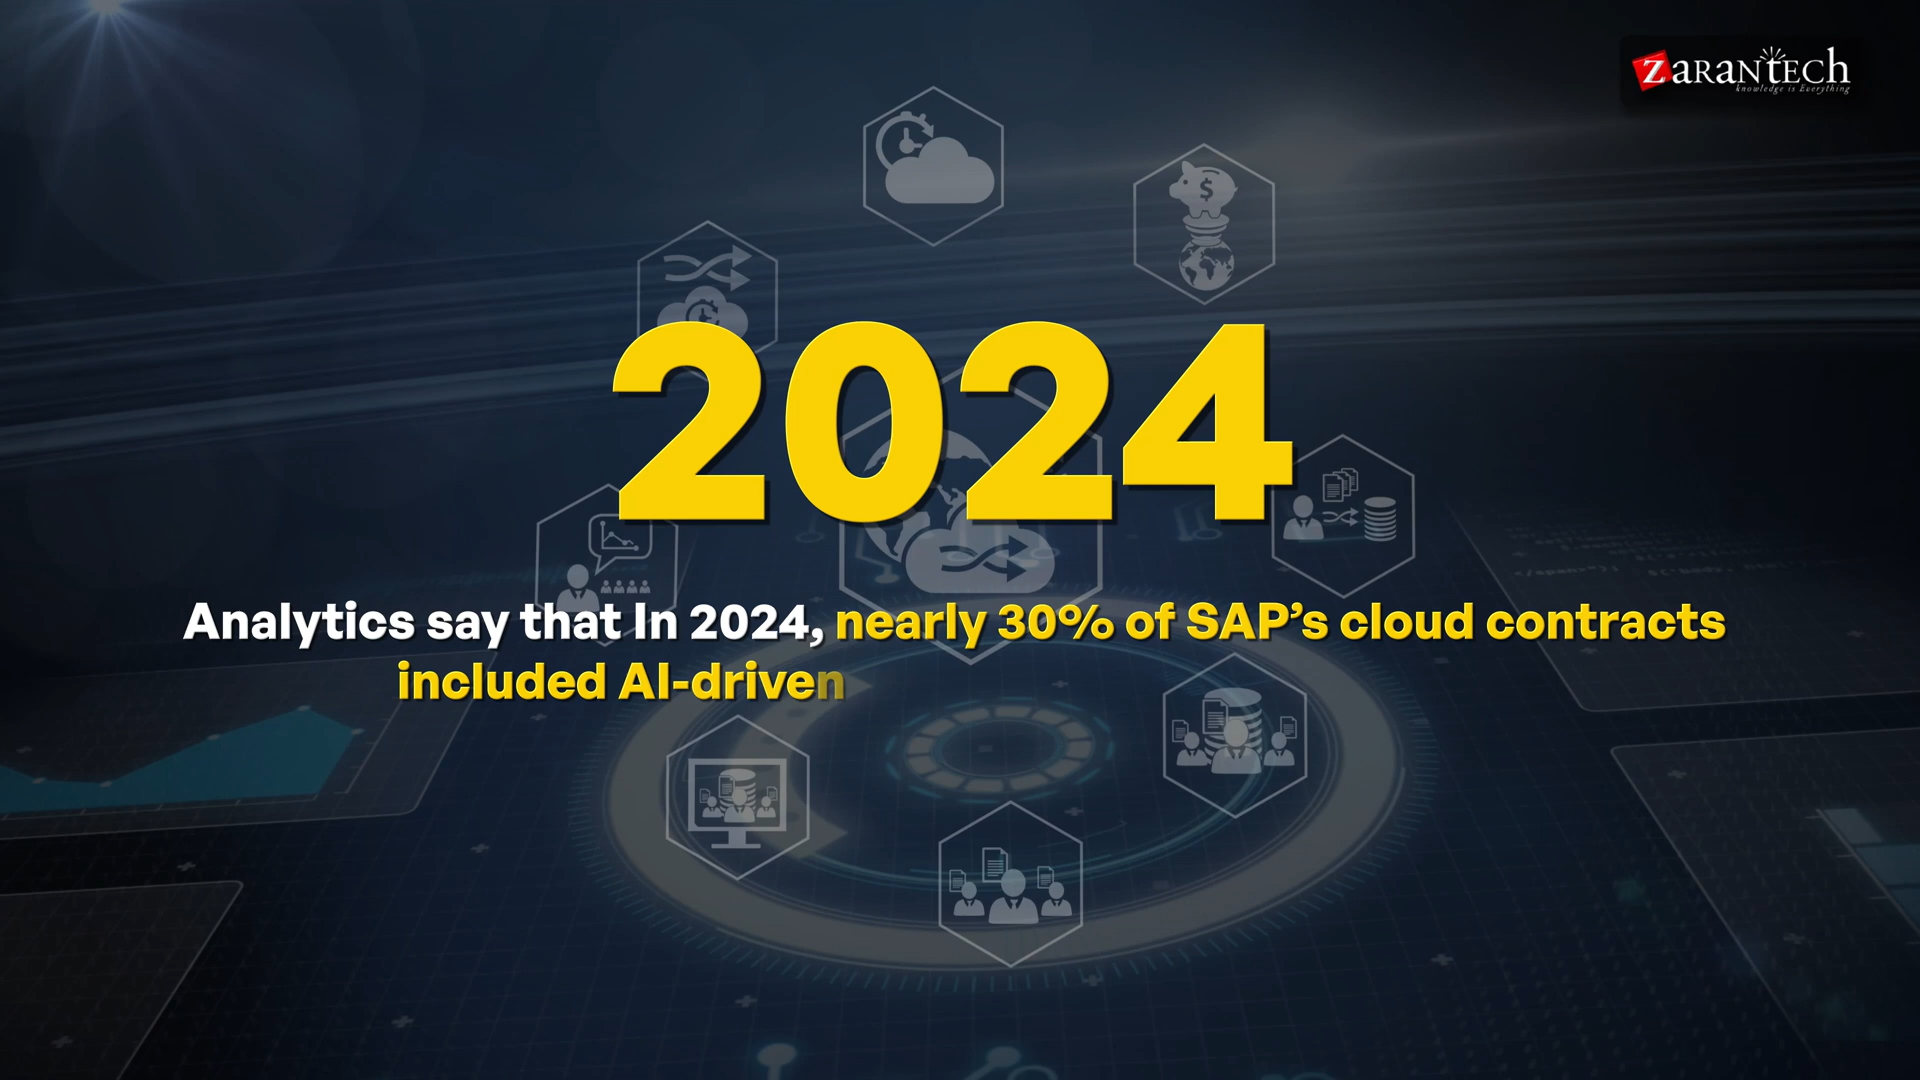 ZARANTECH
knowledge is Everything
2024
Analytics say that In 2024, nearly 30% of SAP’s cloud contracts
included AI-driven